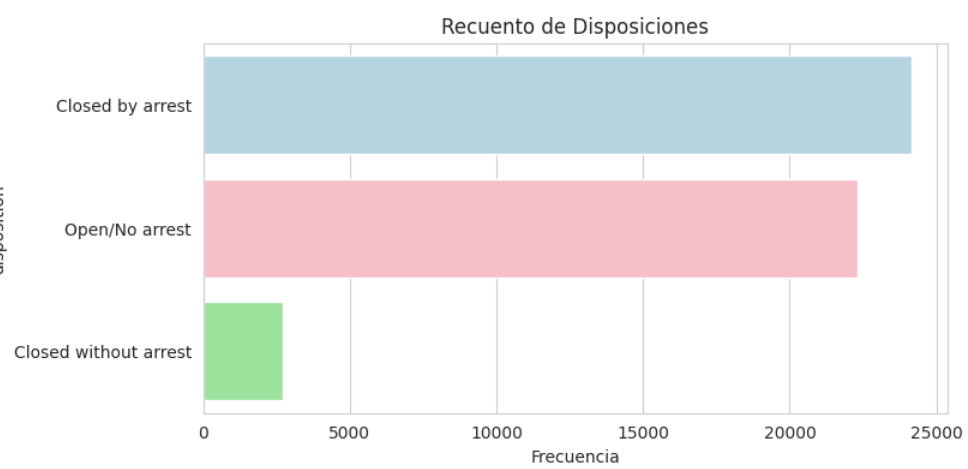 Recuento de Disposiciones
Closed by arrest
Open/No arrest
Closed without arrest
0 5000 10000 15000 20000 25000
Frecuencia